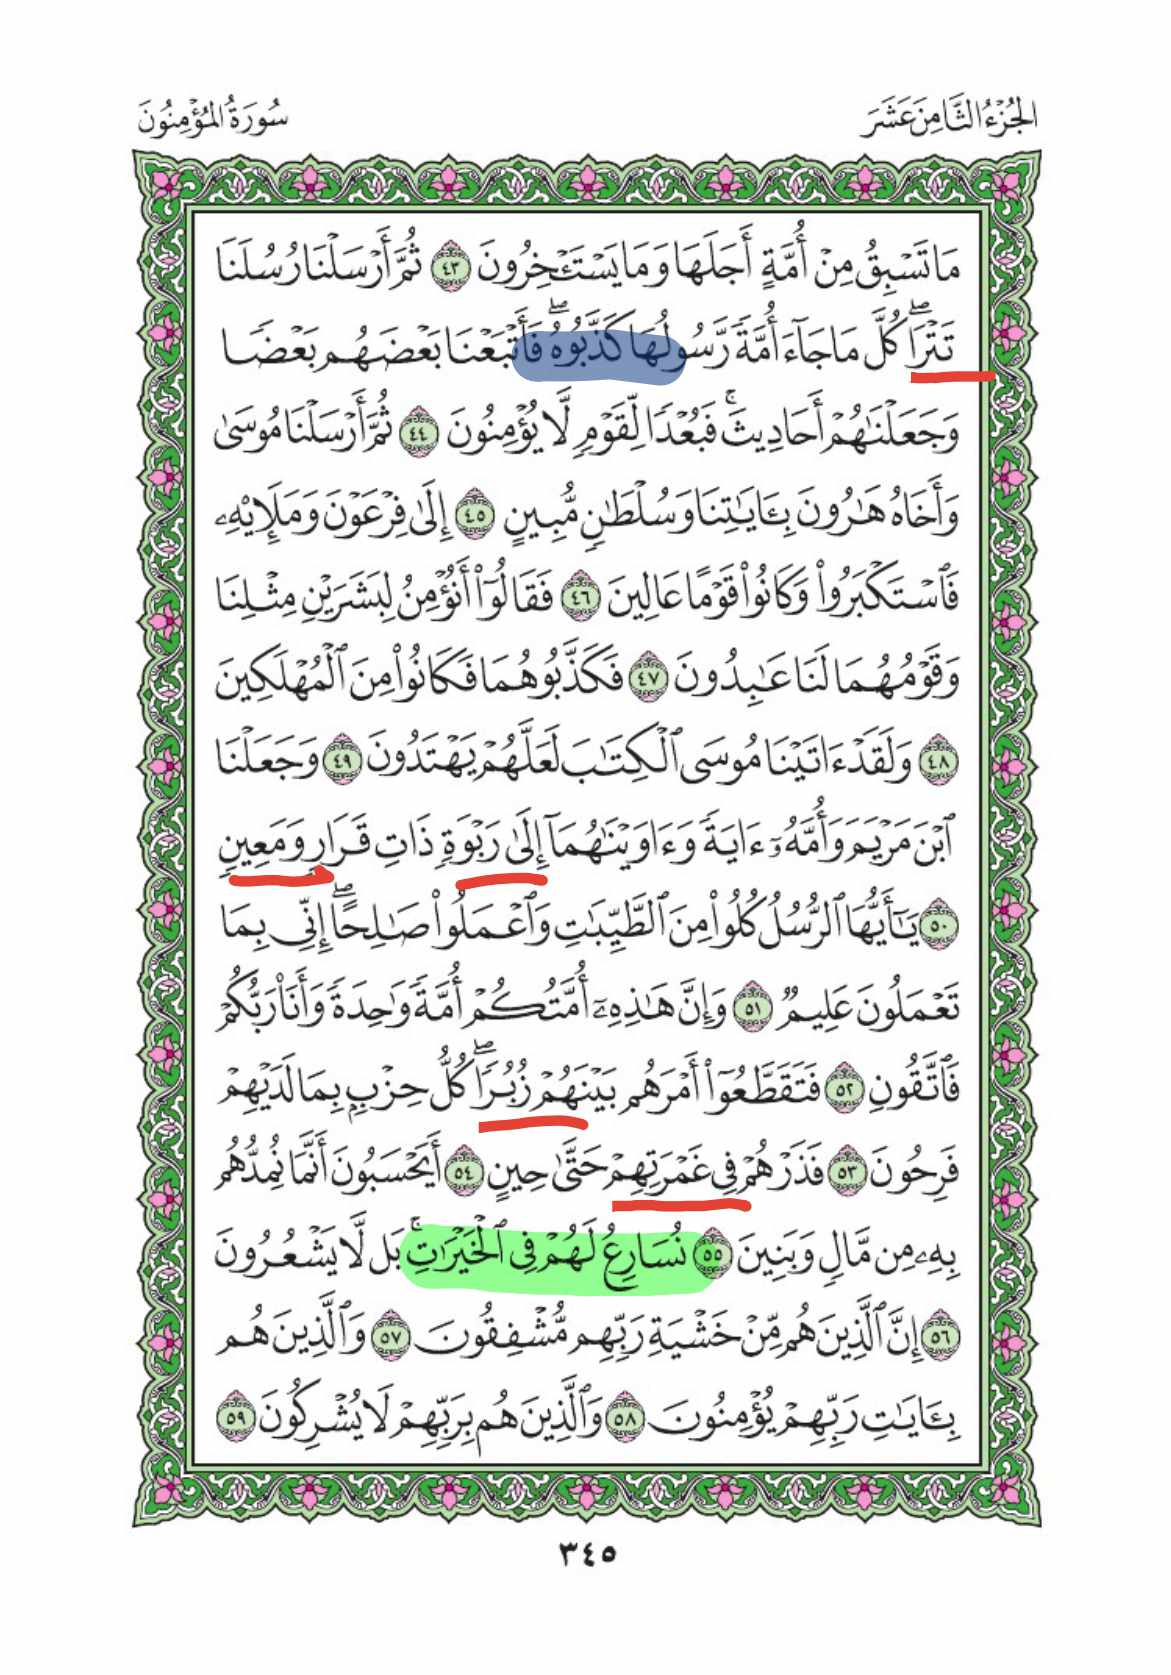 الجُزْءُ الثَّامِنَ عَشَرَ
سُورَةُ المُؤْمِنُونَ
مَا تَسْبِقُ مِنْ أُمَّةٍ أَجَلَهَا وَمَا يَسْتَـْٔخِرُونَ ٤٣ ثُمَّ أَرْسَلْنَا رُسُلَنَا
تَتْرَاۖ كُلَّ مَا جَآءَ أُمَّةً رَّسُولُهَا كَذَّبُوهُۖ فَأَتْبَعْنَا بَعْضَهُم بَعْضًا
وَجَعَلْنَٰهُمْ أَحَادِيثَۚ فَبُعْدًا لِّقَوْمٍ لَّا يُؤْمِنُونَ ٤٤ ثُمَّ أَرْسَلْنَا مُوسَىٰ
وَأَخَاهُ هَٰرُونَ بِـَٔايَٰتِنَا وَسُلْطَٰنٍ مُّبِينٍ ٤٥ إِلَىٰ فِرْعَوْنَ وَمَلَإِيْهِۦ
فَٱسْتَكْبَرُوا۟ وَكَانُوا۟ قَوْمًا عَالِينَ ٤٦ فَقَالُوٓا۟ أَنُؤْمِنُ لِبَشَرَيْنِ مِثْلِنَا
وَقَوْمُهُمَا لَنَا عَٰبِدُونَ ٤٧ فَكَذَّبُوهُمَا فَكَانُوا۟ مِنَ ٱلْمُهْلَكِينَ
٤٨ وَلَقَدْ ءَاتَيْنَا مُوسَى ٱلْكِتَٰبَ لَعَلَّهُمْ يَهْتَدُونَ ٤٩ وَجَعَلْنَا
ٱبْنَ مَرْيَمَ وَأُمَّهُۥٓ ءَايَةً وَءَاوَيْنَٰهُمَآ إِلَىٰ رَبْوَةٍ ذَاتِ قَرَارٍ وَمَعِينٍ
٥٠ يَٰٓأَيُّهَا ٱلرُّسُلُ كُلُوا۟ مِنَ ٱلطَّيِّبَٰتِ وَٱعْمَلُوا۟ صَٰلِحًاۖ إِنِّى بِمَا
تَعْمَلُونَ عَلِيمٌ ٥١ وَإِنَّ هَٰذِهِۦٓ أُمَّتُكُمْ أُمَّةً وَٰحِدَةً وَأَنَا۠ رَبُّكُمْ
فَٱتَّقُونِ ٥٢ فَتَقَطَّعُوٓا۟ أَمْرَهُم بَيْنَهُمْ زُبُرًاۖ كُلُّ حِزْبٍۭ بِمَا لَدَيْهِمْ
فَرِحُونَ ٥٣ فَذَرْهُمْ فِى غَمْرَتِهِمْ حَتَّىٰ حِينٍ ٥٤ أَيَحْسَبُونَ أَنَّمَا نُمِدُّهُم
بِهِۦ مِن مَّالٍ وَبَنِينَ ٥٥ نُسَارِعُ لَهُمْ فِى ٱلْخَيْرَٰتِۚ بَل لَّا يَشْعُرُونَ
٥٦ إِنَّ ٱلَّذِينَ هُم مِّنْ خَشْيَةِ رَبِّهِم مُّشْفِقُونَ ٥٧ وَٱلَّذِينَ هُم
بِـَٔايَٰتِ رَبِّهِمْ يُؤْمِنُونَ ٥٨ وَٱلَّذِينَ هُم بِرَبِّهِمْ لَا يُشْرِكُونَ ٥٩
٣٤٥